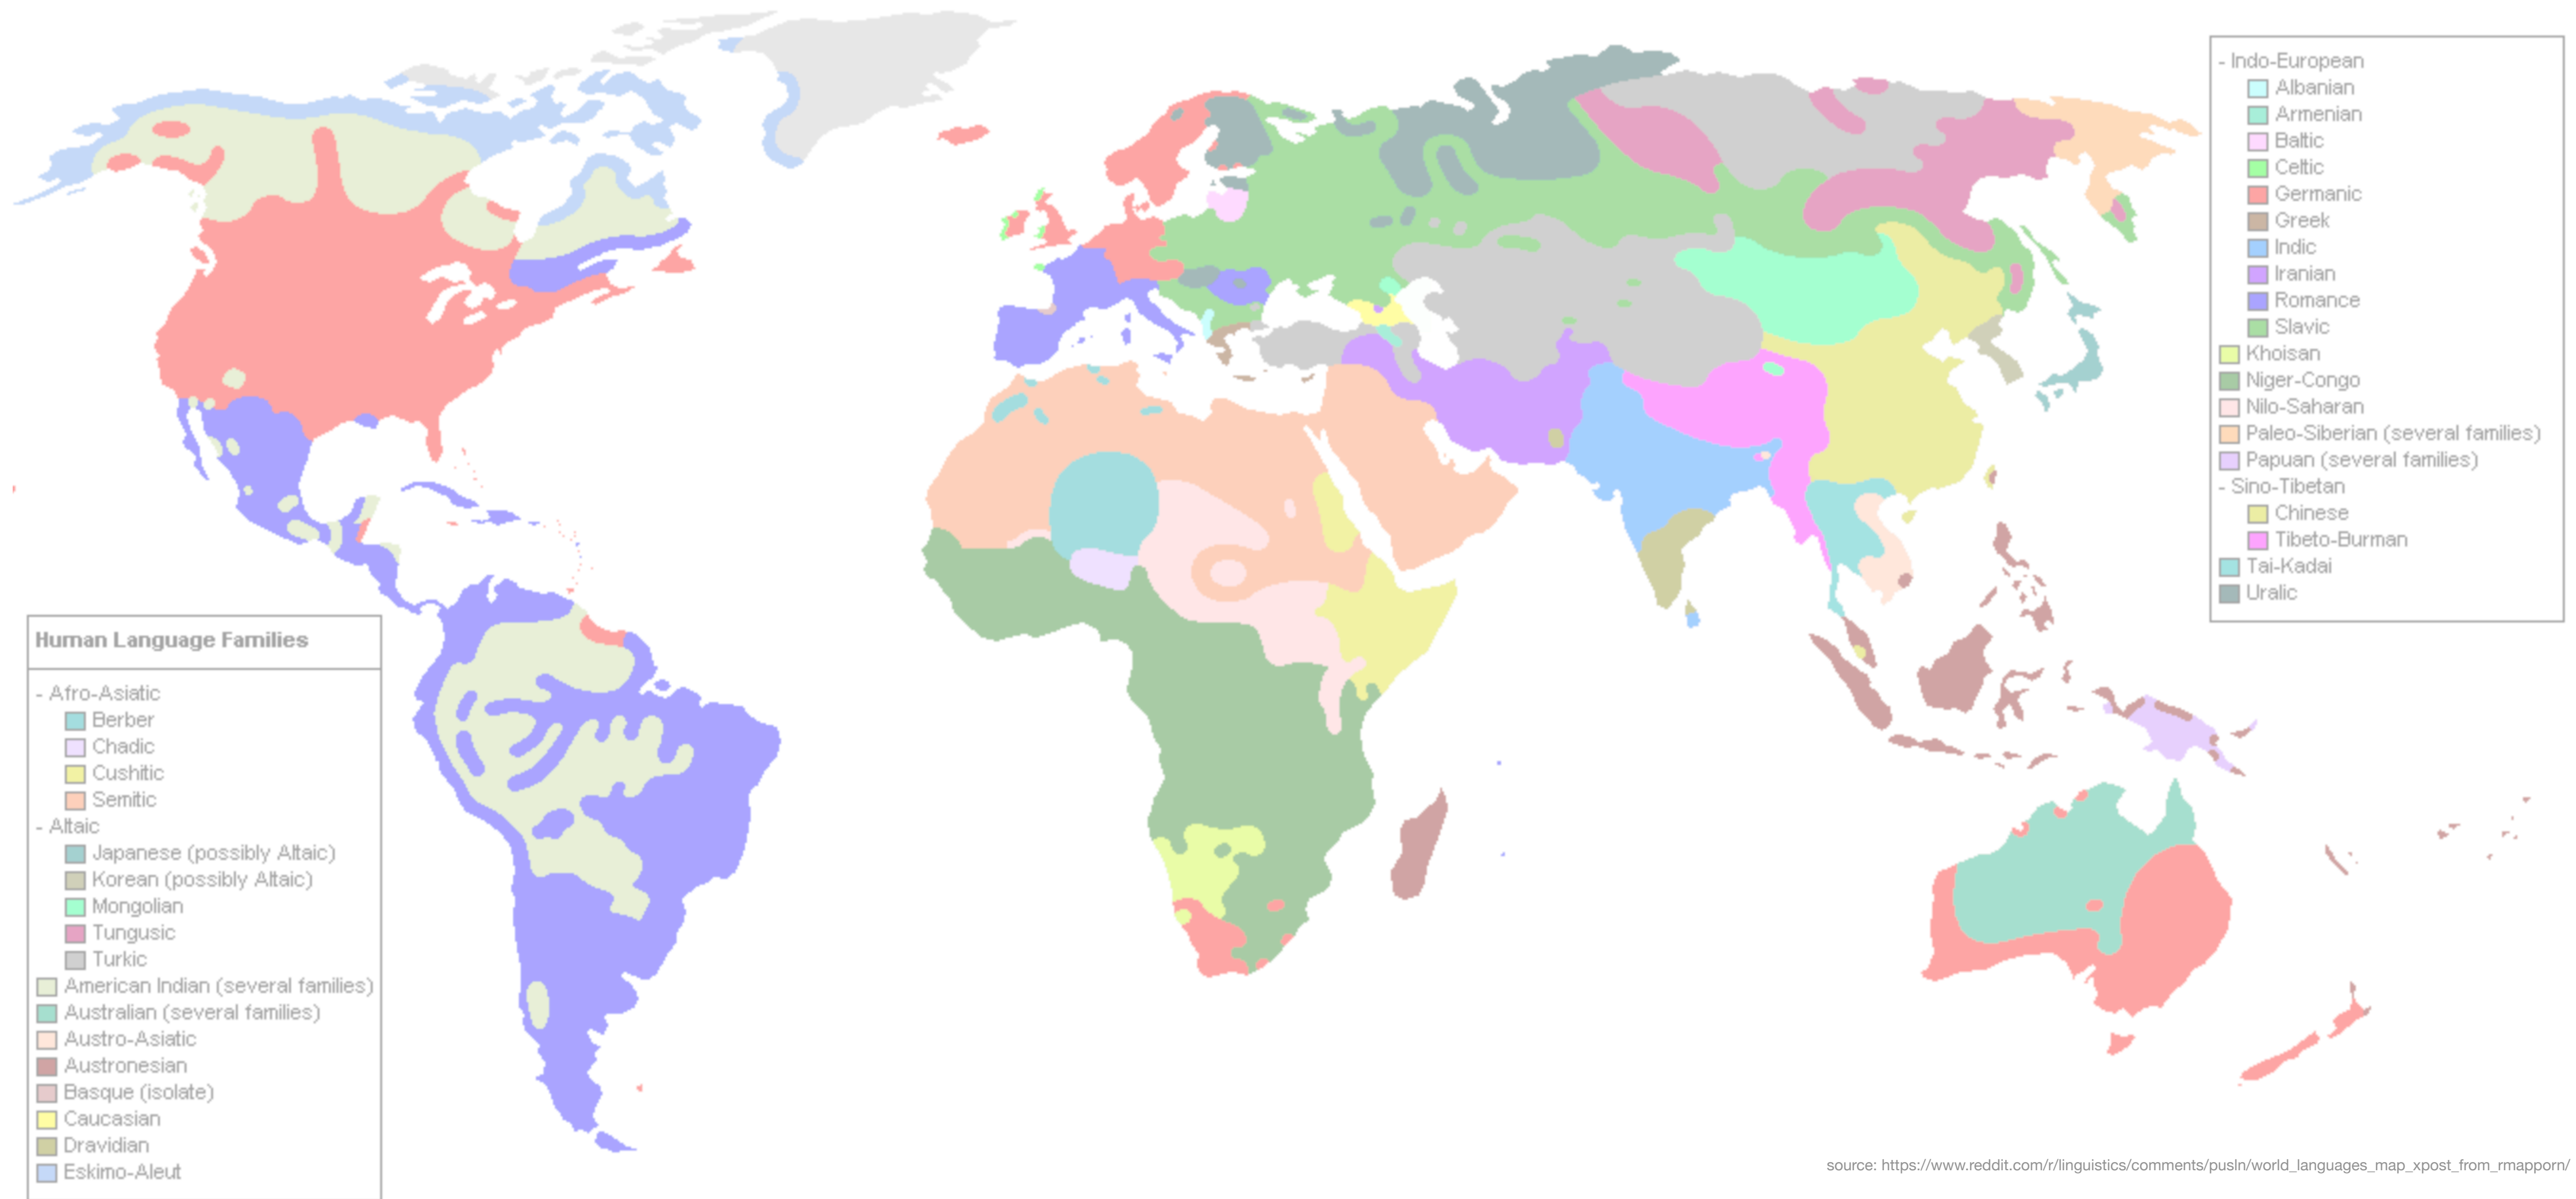 Human Language Families
- Afro-Asiatic
Berber
Chadic
Cushitic
Semitic
- Altaic
Japanese (possibly Altaic)
Korean (possibly Altaic)
Mongolian
Tungusic
Turkic
American Indian (several families)
Australian (several families)
Austro-Asiatic
Austronesian
Basque (isolate)
Caucasian
Dravidian
Eskimo-Aleut
- Indo-European
Albanian
Armenian
Baltic
Celtic
Germanic
Greek
Indic
Iranian
Romance
Slavic
Khoisan
Niger-Congo
Nilo-Saharan
Paleo-Siberian (several families)
Papuan (several families)
- Sino-Tibetan
Chinese
Tibeto-Burman
Tai-Kadai
Uralic
source: https://www.reddit.com/r/linguistics/comments/pusln/world_languages_map_xpost_from_rmapporn/